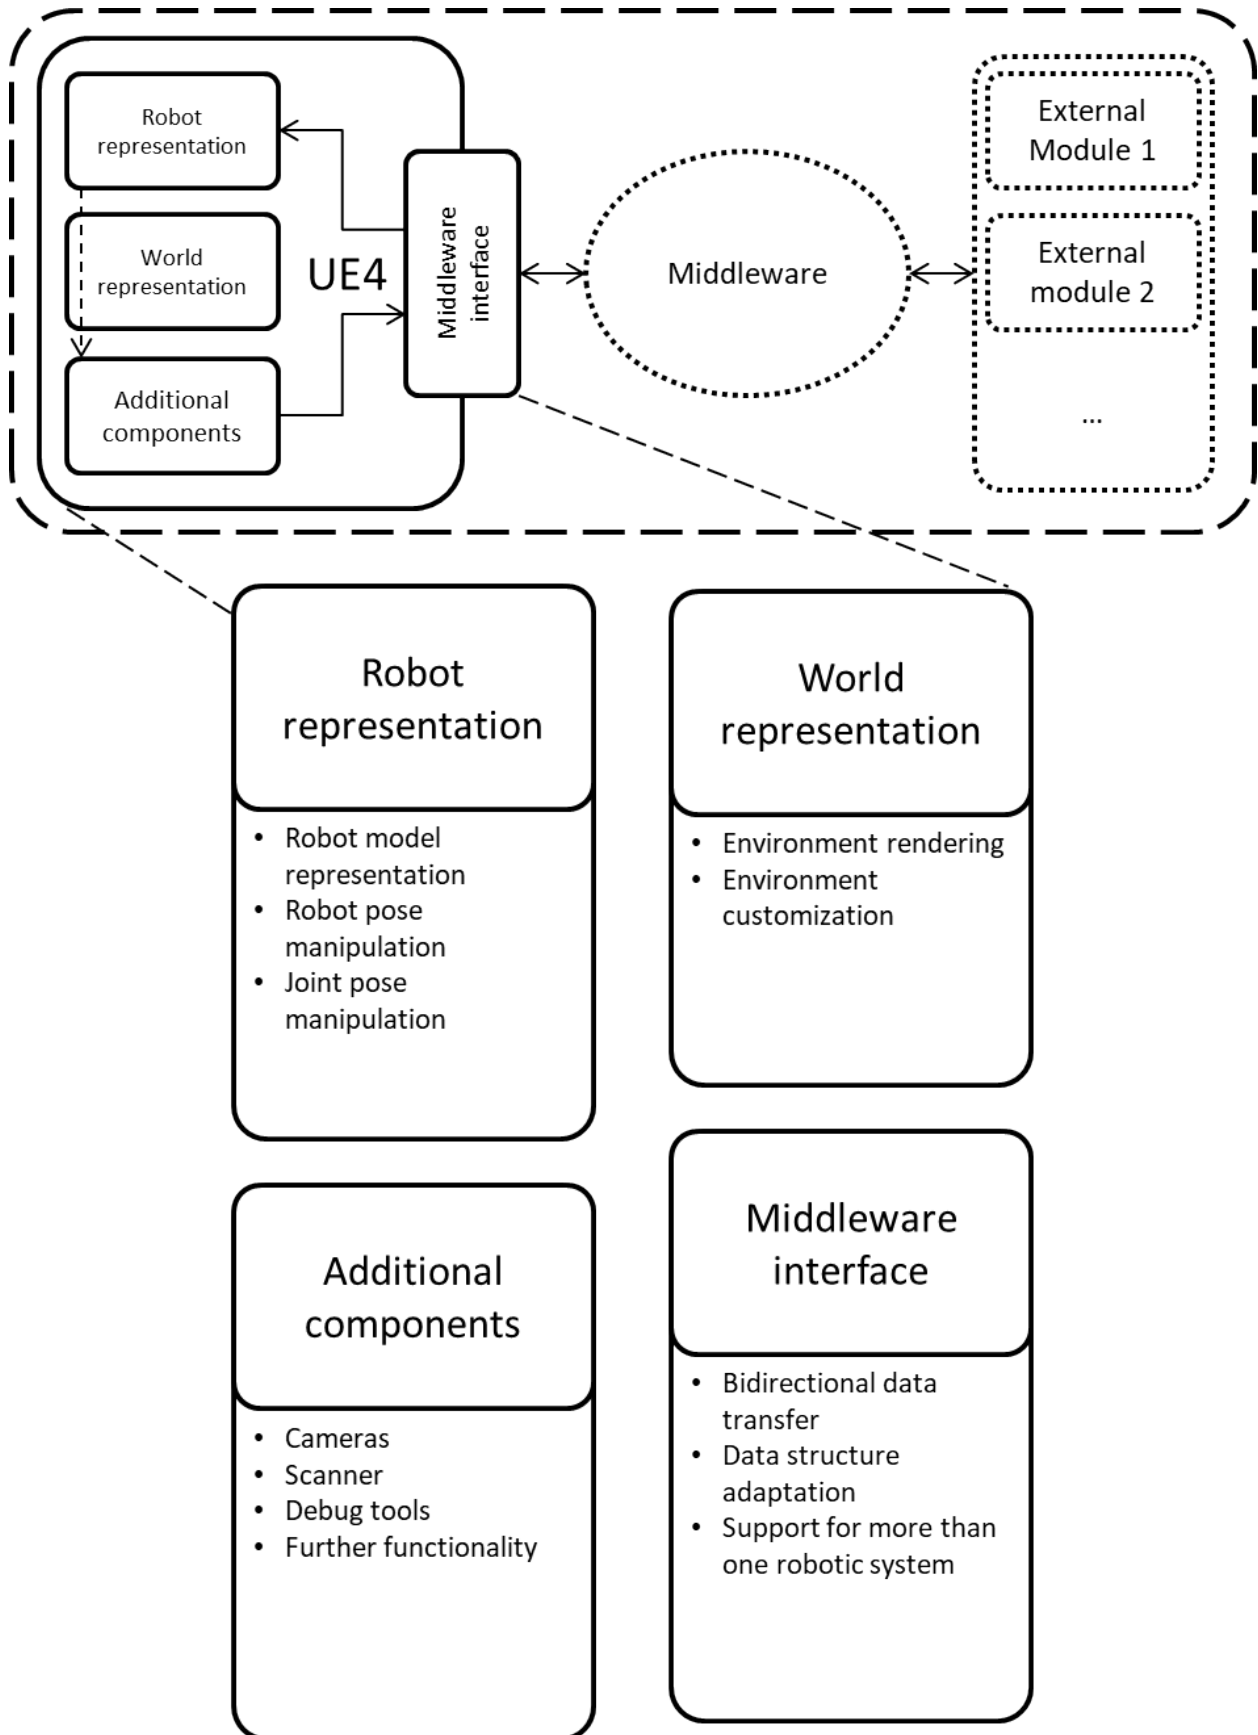 Robot
representation
World
representation
Additional
components
UE4
Middleware
interface
Middleware
External
Module 1
External
module 2
...
Robot
representation
• Robot model
representation
• Robot pose
manipulation
• Joint pose
manipulation
World
representation
• Environment rendering
• Environment
customization
Additional
components
• Cameras
• Scanner
• Debug tools
• Further functionality
Middleware
interface
• Bidirectional data
transfer
• Data structure
adaptation
• Support for more than
one robotic system